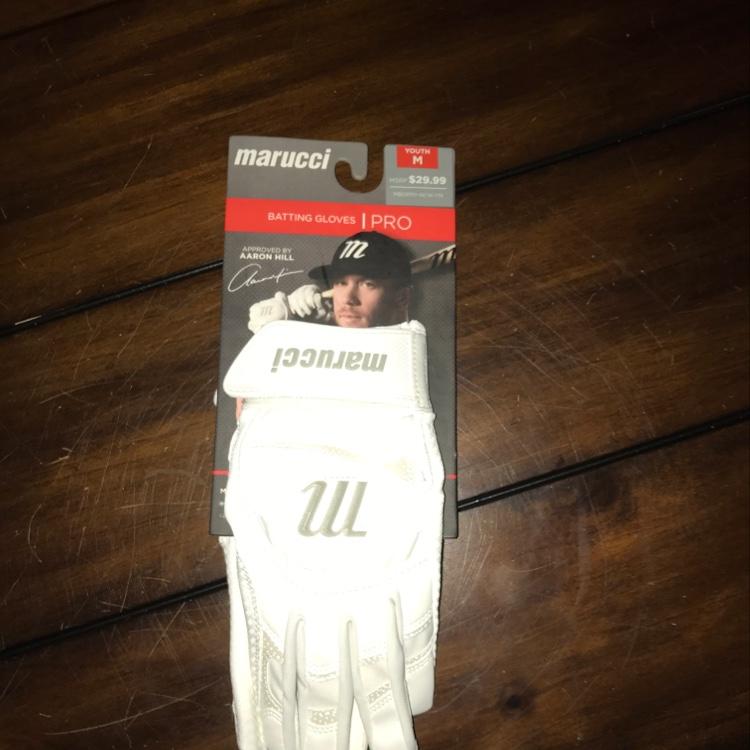 marucci
YOUTH
M
MSRP $29.99
BATTING GLOVES | PRO
APPROVED BY
AARON HILL
m
m
m
marucci
m